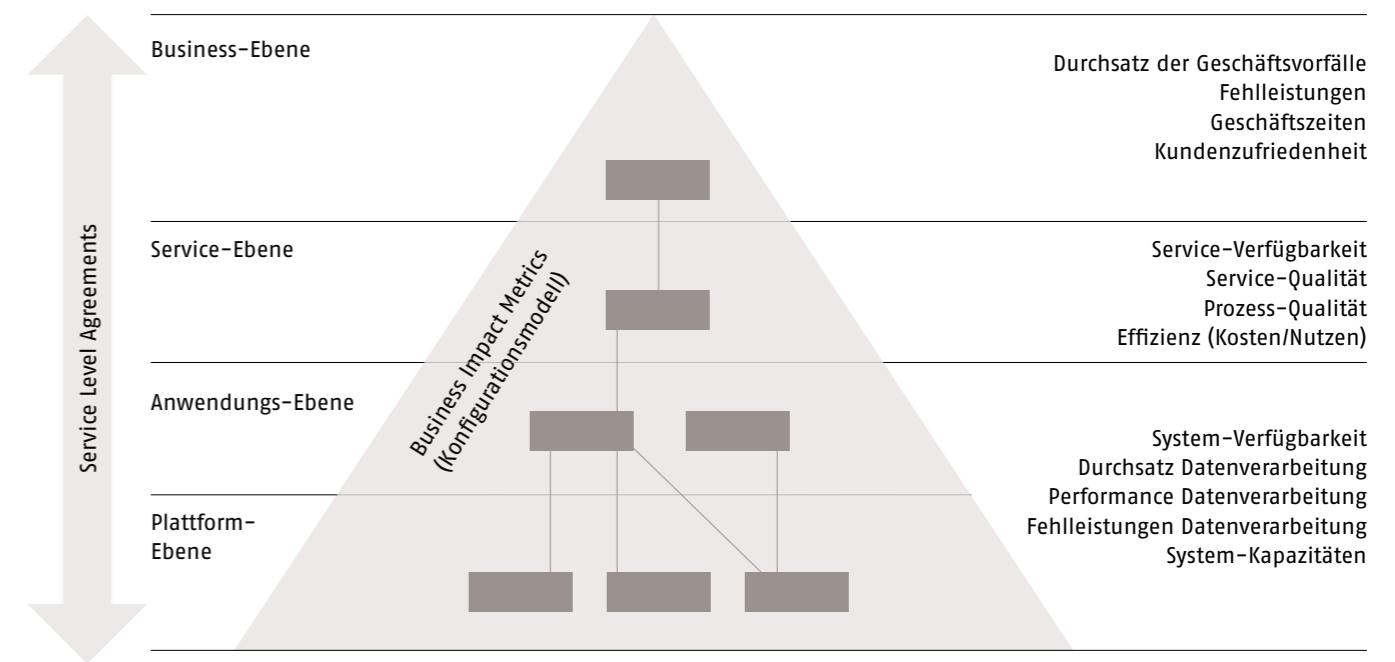 Service Level Agreements
Business-Ebene
Durchsatz der Geschäftsvorfälle
Fehlleistungen
Geschäftszeiten
Kundenzufriedenheit
Service-Ebene
Service-Verfügbarkeit
Service-Qualität
Prozess-Qualität
Effizienz (Kosten/Nutzen)
Business Impact Metrics
(Konfigurationsmodell)
Anwendungs-Ebene
Plattform-
Ebene
System-Verfügbarkeit
Durchsatz Datenverarbeitung
Performance Datenverarbeitung
Fehlleistungen Datenverarbeitung
System-Kapazitäten